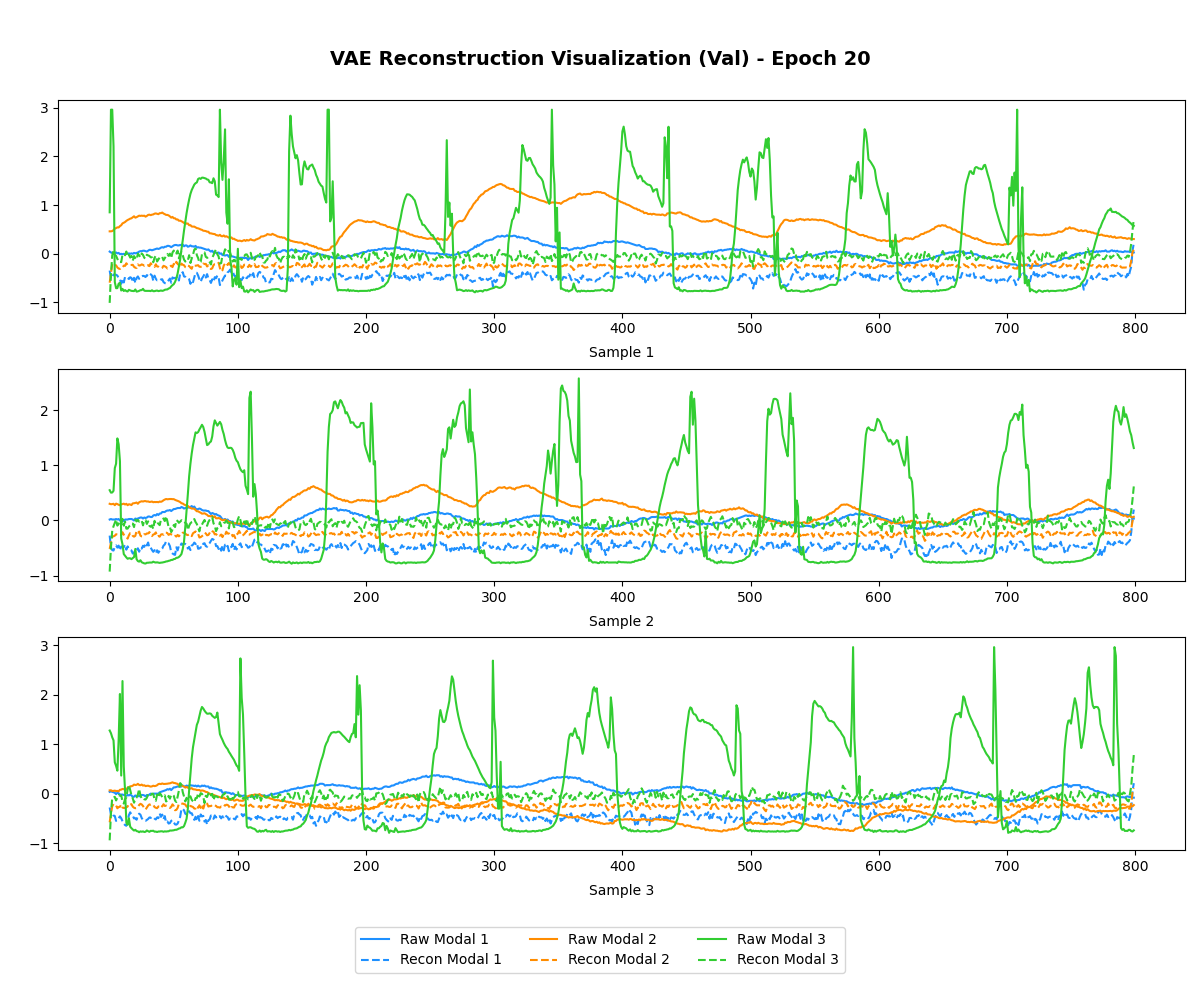 VAE Reconstruction Visualization (Val) - Epoch 20
3
2
1
0
−1
0 100 200 300 400 500 600 700 800
Sample 1
2
1
0
−1
0 100 200 300 400 500 600 700 800
Sample 2
3
2
1
0
−1
0 100 200 300 400 500 600 700 800
Sample 3
Raw Modal 1 Raw Modal 2 Raw Modal 3
Recon Modal 1 Recon Modal 2 Recon Modal 3